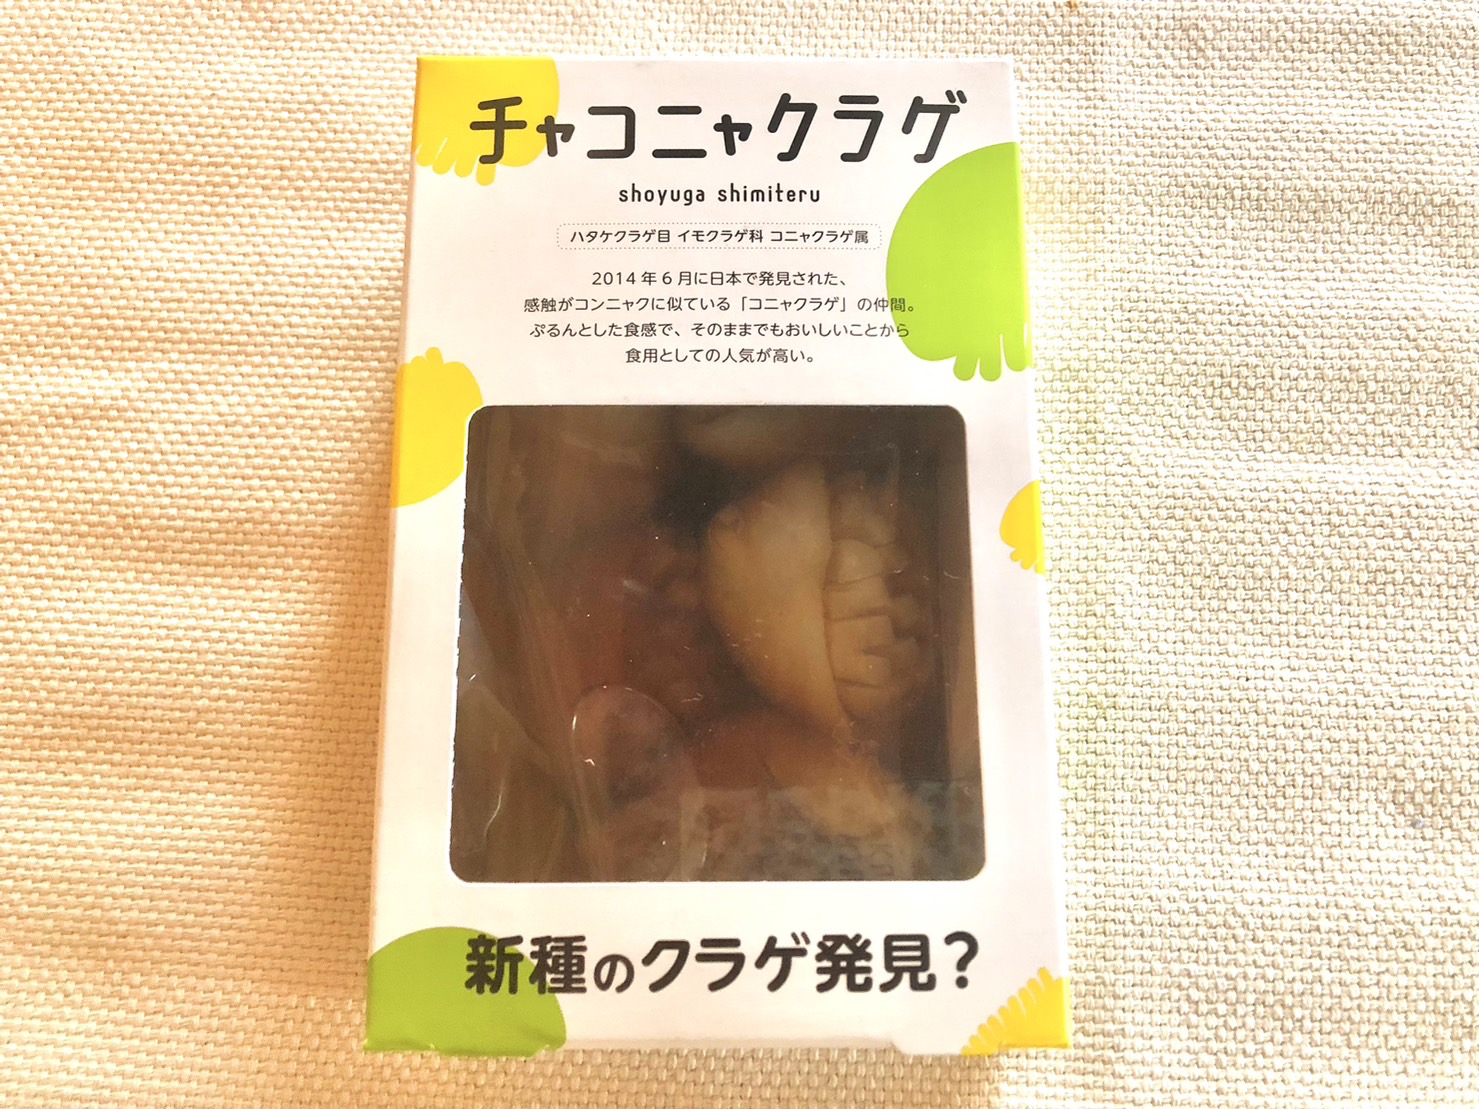 チャコニャクラゲ
shoyuga shimiteru
ハタケクラゲ目 イモクラゲ科 コニャクラゲ属
2014年6月に日本で発見された、
感触がコンニャクに似ている「コニャクラゲ」の仲間。
ぷるんとした食感で、そのままでもおいしいことから
食用としての人気が高い。
新種のクラゲ発見?